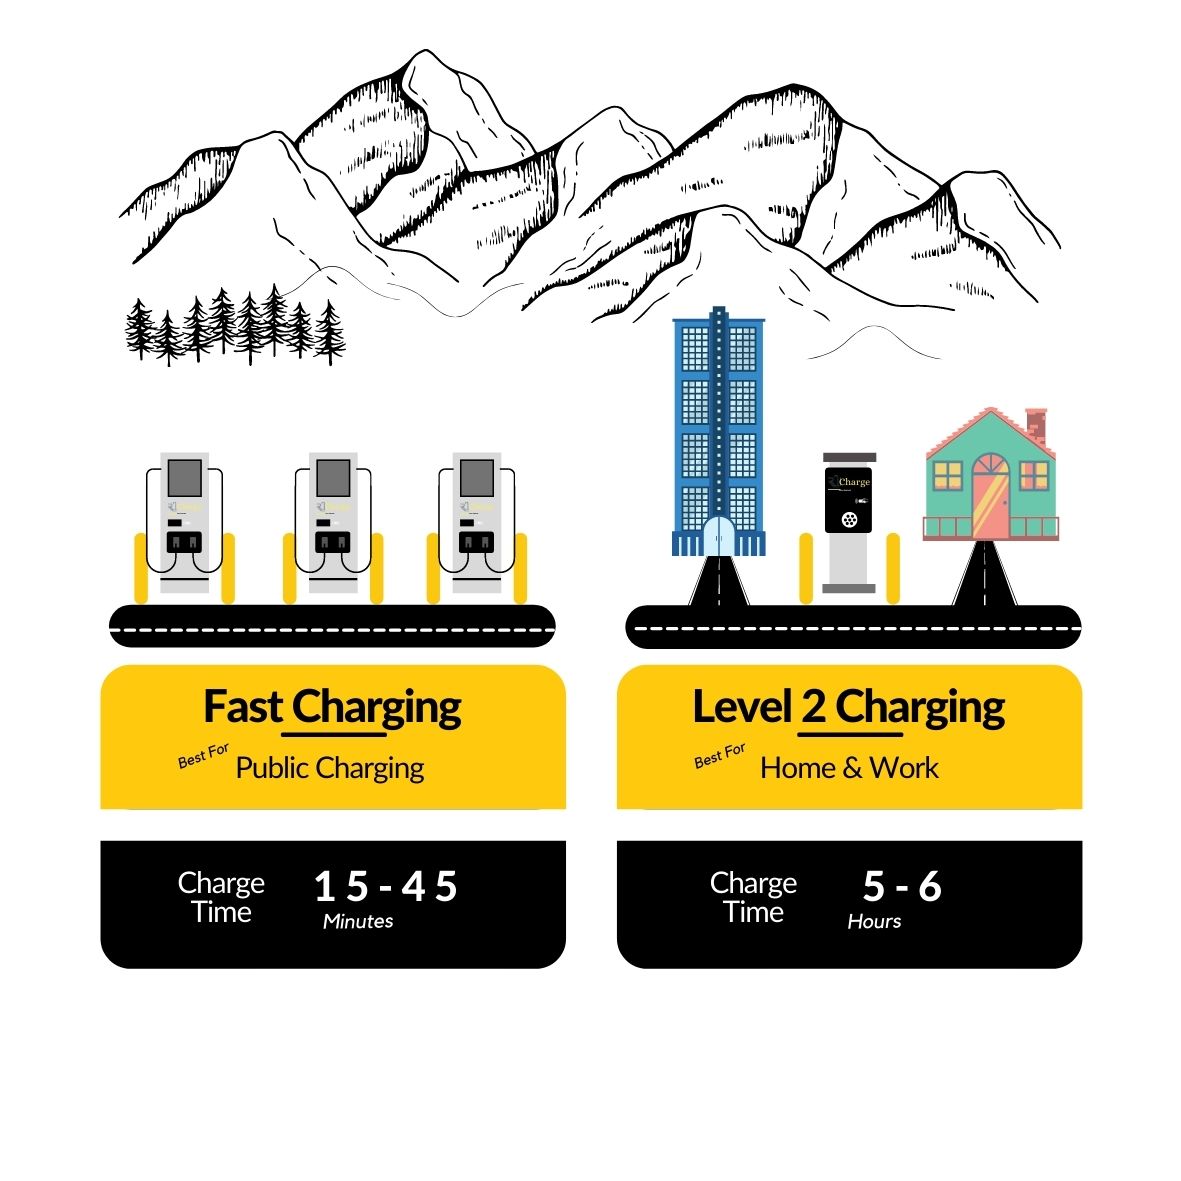 Charge
Fast Charging
Best For
Public Charging
Charge
Time
15-45
Minutes
Level 2 Charging
Best For
Home & Work
Charge
Time
5-6
Hours